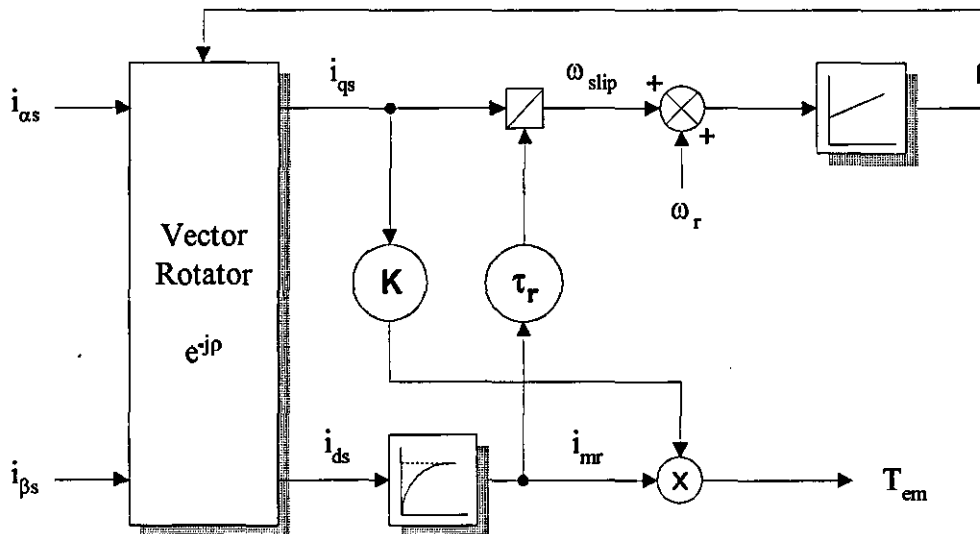 i_αs
i_qs
ω_slip
+
+
ω_r
Vector
Rotator
e^-jρ
K
τ_r
i_βs
i_ds
i_mr
x
T_em